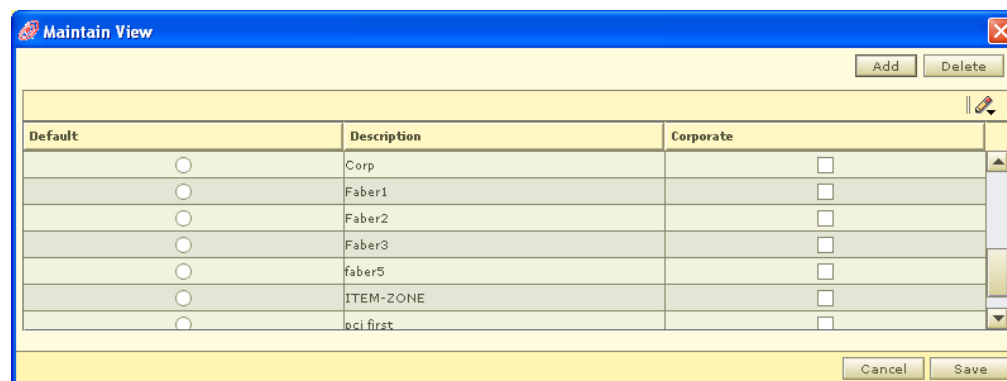 Maintain View
Add Delete
Default Description Corporate
Corp
Faber1
Faber2
Faber3
faber5
ITEM-ZONE
pci first
Cancel Save